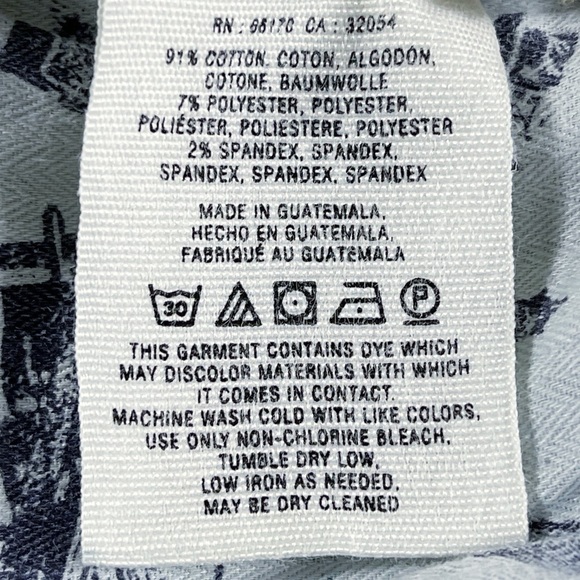 RN : 98170 CA : 32054
91% COTTON, COTON, ALGODÓN,
COTONE, BAUMWOLLE
7% POLYESTER, POLYESTER,
POLIÉSTER, POLIESTERE, POLYESTER
2% SPANDEX, SPANDEX,
SPANDEX, SPANDEX, SPANDEX
MADE IN GUATEMALA,
HECHO EN GUATEMALA,
FABRIQUÉ AU GUATEMALA
30 P
THIS GARMENT CONTAINS DYE WHICH
MAY DISCOLOR MATERIALS WITH WHICH
IT COMES IN CONTACT.
MACHINE WASH COLD WITH LIKE COLORS,
USE ONLY NON-CHLORINE BLEACH,
TUMBLE DRY LOW,
LOW IRON AS NEEDED,
MAY BE DRY CLEANED